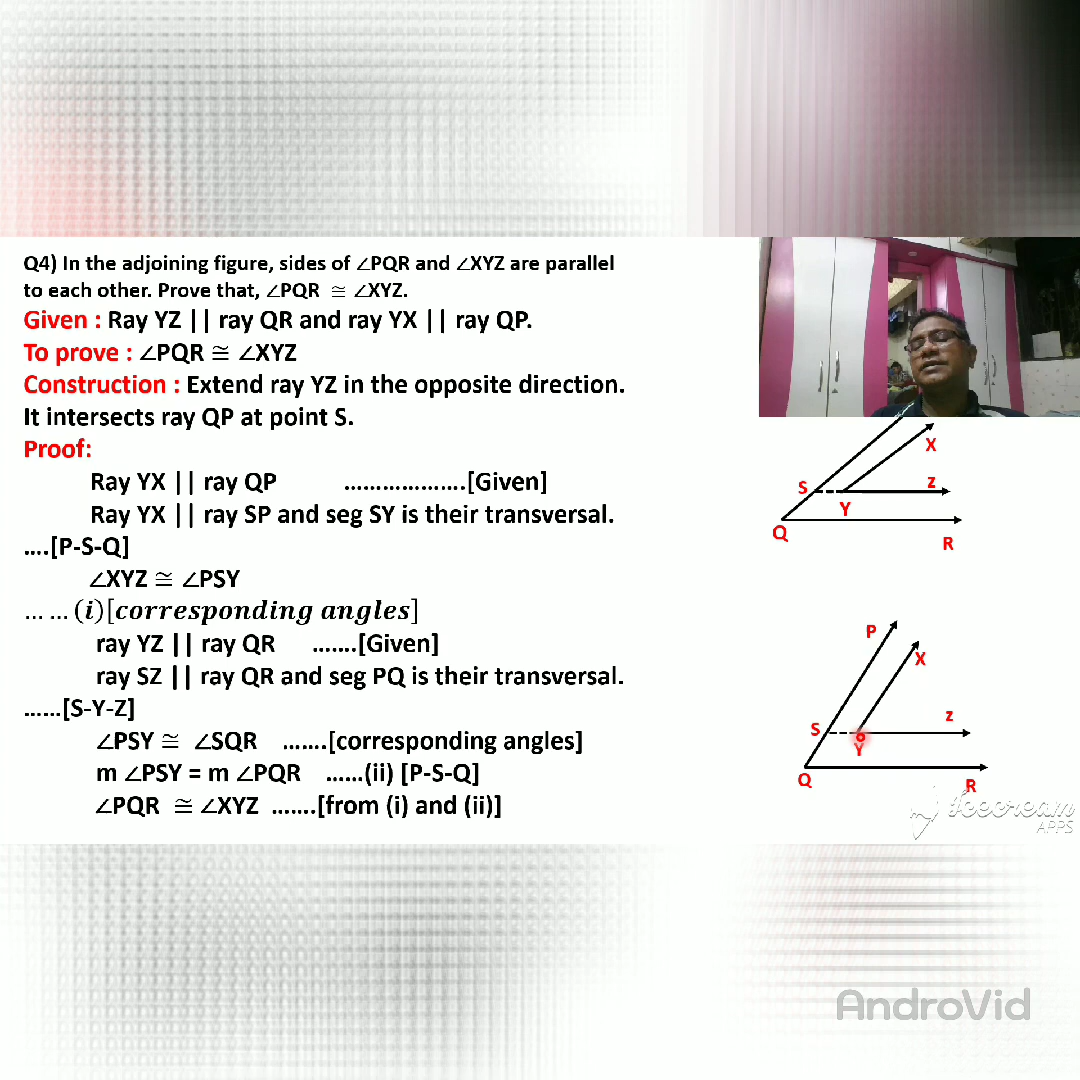 Q4) In the adjoining figure, sides of ∠PQR and ∠XYZ are parallel
to each other. Prove that, ∠PQR ≅ ∠XYZ.
Given : Ray YZ || ray QR and ray YX || ray QP.
To prove : ∠PQR ≅ ∠XYZ
Construction : Extend ray YZ in the opposite direction.
It intersects ray QP at point S.
Proof:
Ray YX || ray QP ...................[Given]
Ray YX || ray SP and seg SY is their transversal.
....[P-S-Q]
∠XYZ ≅ ∠PSY
... ... (i)[corresponding angles]
ray YZ || ray QR .......[Given]
ray SZ || ray QR and seg PQ is their transversal.
......[S-Y-Z]
∠PSY ≅ ∠SQR .......[corresponding angles]
m ∠PSY = m ∠PQR ......(ii) [P-S-Q]
∠PQR ≅ ∠XYZ .......[from (i) and (ii)]
X
S
Z
Y
Q
R
P
X
S
Z
Y
Q
R
Icecream
APPS
AndroVid